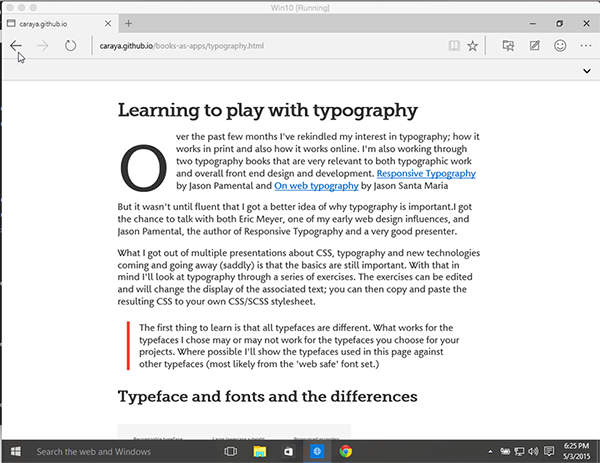 Win10 [Running]
caraya.github.io
caraya.github.io/books-as-apps/typography.html
Learning to play with typography
Over the past few months I've rekindled my interest in typography; how it
works in print and also how it works online. I'm also working through
two typography books that are very relevant to both typographic work
and overall front end design and development. Responsive Typography
by Jason Pamental and On web typography by Jason Santa Maria
But it wasn't until fluent that I got a better idea of why typography is important.I got
the chance to talk with both Eric Meyer, one of my early web design influences, and
Jason Pamental, the author of Responsive Typography and a very good presenter.
What I got out of multiple presentations about CSS, typography and new technologies
coming and going away (saddly) is that the basics are still important. With that in
mind I'll look at typography through a series of exercises. The exercises can be edited
and will change the display of the associated text; you can then copy and paste the
resulting CSS to your own CSS/SCSS stylesheet.
The first thing to learn is that all typefaces are different. What works for the
typefaces I chose may or may not work for the typefaces you choose for your
projects. Where possible I'll show the typefaces used in this page against
other typefaces (most likely from the 'web safe' font set.)
Typeface and fonts and the differences
Search the web and Windows
6:25 PM
5/3/2015